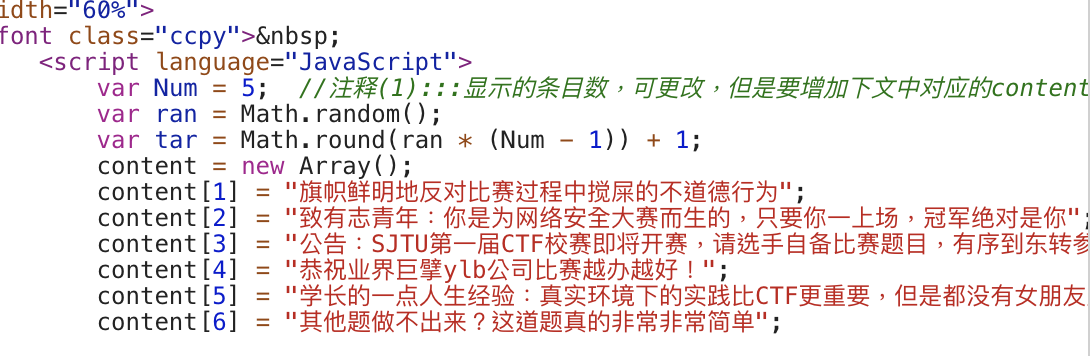 idth="60%">
font class="ccpy">&nbsp;
<script language="JavaScript">
var Num = 5;  //注释(1):::显示的条目数，可更改，但是要增加下文中对应的content
var ran = Math.random();
var tar = Math.round(ran * (Num - 1)) + 1;
content = new Array();
content[1] = "旗帜鲜明地反对比赛过程中搅屎的不道德行为";
content[2] = "致有志青年：你是为网络安全大赛而生的，只要你一上场，冠军绝对是你";
content[3] = "公告：SJTU第一届CTF校赛即将开赛，请选手自备比赛题目，有序到东转参
content[4] = "恭祝业界巨擘ylb公司比赛越办越好！";
content[5] = "学长的一点人生经验：真实环境下的实践比CTF更重要，但是都没有女朋友
content[6] = "其他题做不出来？这道题真的非常非常简单";